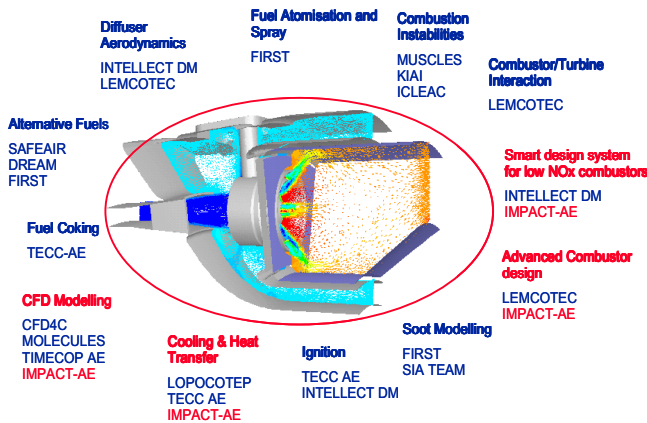 Diffuser
Aerodynamics
INTELLECT DM
LEMCOTEC
Fuel Atomisation and
Spray
FIRST
Combustion
Instabilities
MUSCLES
KIAI
ICLEAC
Combustor/Turbine
Interaction
LEMCOTEC
Alternative Fuels
SAFEAIR
DREAM
FIRST
Smart design system
for low NOx combustors
INTELLECT DM
IMPACT-AE
Fuel Coking
TECC-AE
Advanced Combustor
design
LEMCOTEC
IMPACT-AE
CFD Modelling
CFD4C
MOLECULES
TIMECOP AE
IMPACT-AE
Cooling & Heat
Transfer
LOPOCOTEP
TECC AE
IMPACT-AE
Ignition
TECC AE
INTELLECT DM
Soot Modelling
FIRST
SIA TEAM